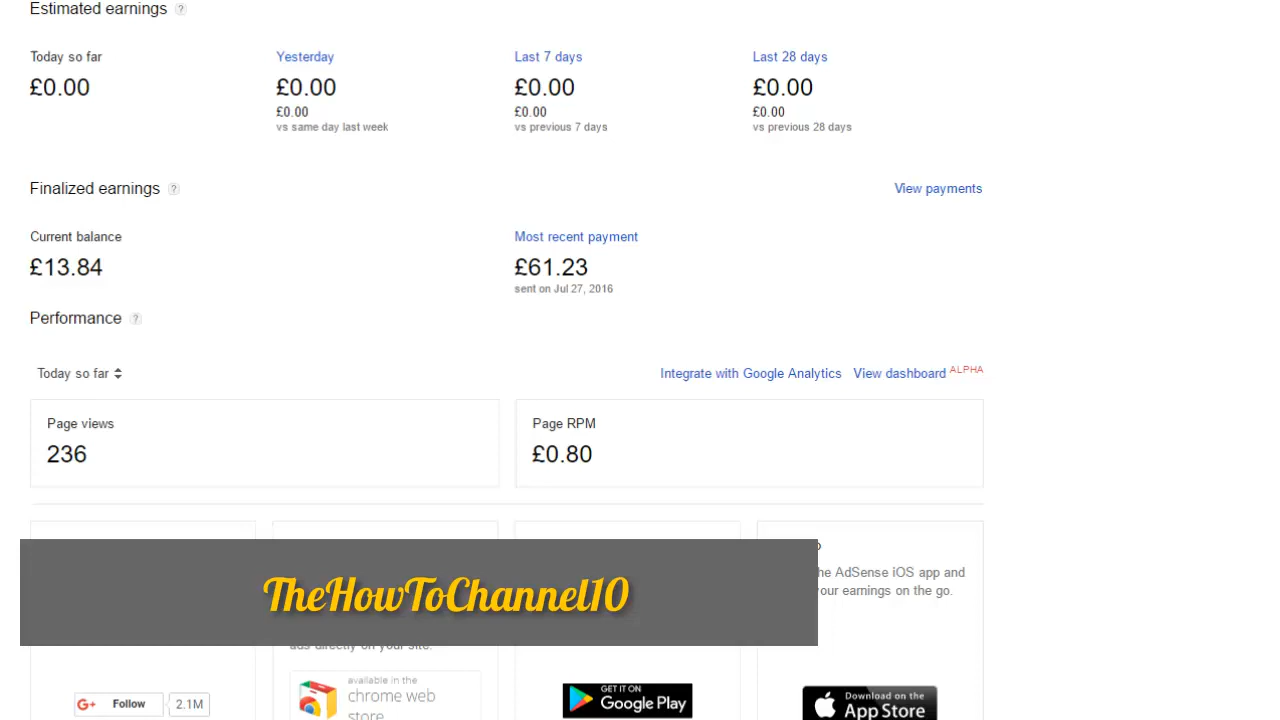 Estimated earnings ?
Today so far Yesterday Last 7 days Last 28 days
£0.00 £0.00 £0.00 £0.00
£0.00 £0.00 £0.00
vs same day last week vs previous 7 days vs previous 28 days
Finalized earnings ? View payments
Current balance Most recent payment
£13.84 £61.23
sent on Jul 27, 2016
Performance ?
Today so far Integrate with Google Analytics View dashboard ALPHA
Page views Page RPM
236 £0.80
he AdSense iOS app and
your earnings on the go.
TheHowToChannel10
ads directly on your site.
available in the
chrome web
store
G+ Follow 2.1M
GET IT ON
Google Play
Download on the
App Store